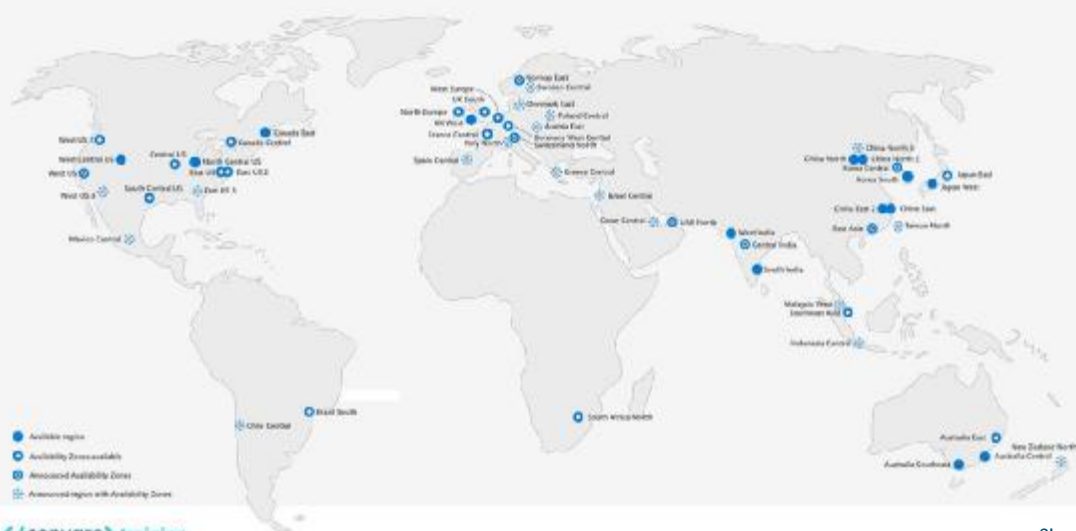 Norway East
Sweden Central
West Europe
Denmark East
UK South
North Europe
Poland Central
UK West
Austria East
France Central
Germany West Central
Italy North
Switzerland North
Spain Central
Greece Central
Israel Central
Qatar Central
UAE North
Canada East
Canada Central
West US 2
West Central US
Central US
North Central US
West US
East US
East US 2
South Central US
East US 3
West US 3
Mexico Central
China North 3
China North
China North 2
Korea Central
Korea South
Japan East
Japan West
China East 2
China East
East Asia
Taiwan North
West India
Central India
South India
Malaysia West
Southeast Asia
Indonesia Central
Brazil South
Chile Central
South Africa North
Australia East
New Zealand North
Australia Central
Australia Southeast
Available region
Availability Zones available
Announced Availability Zones
Announced region with Availability Zones